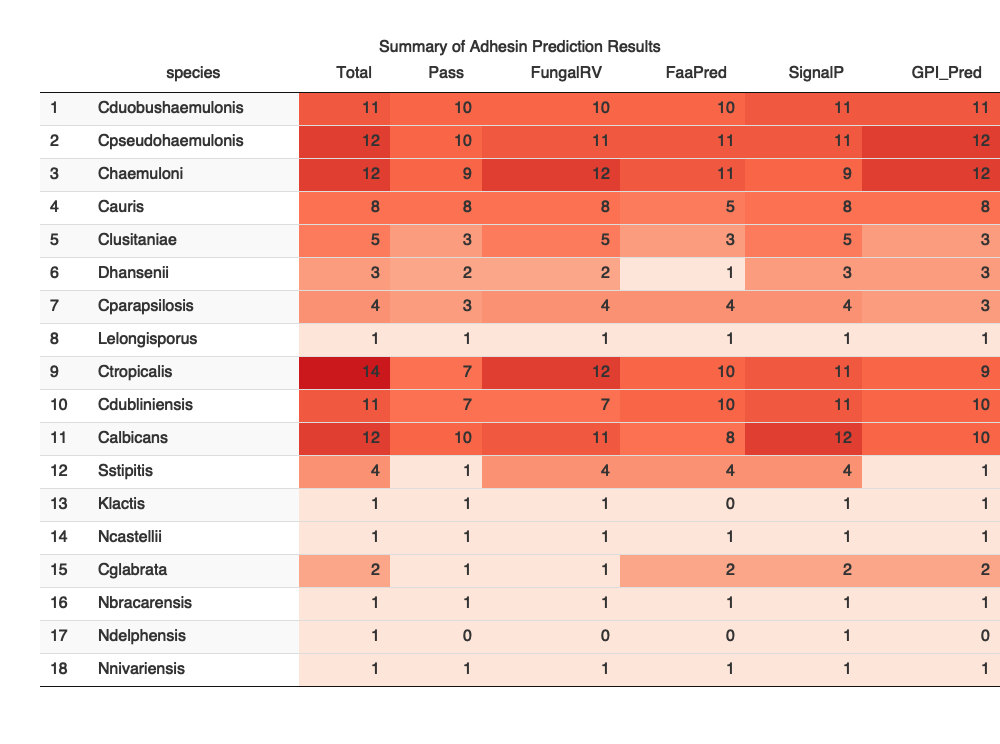 Summary of Adhesin Prediction Results
species Total Pass FungalRV FaaPred SignalP GPI_Pred
1 Cduobushaemulonis 11 10 10 10 11 11
2 Cpseudohaemulonis 12 10 11 11 11 12
3 Chaemuloni 12 9 12 11 9 12
4 Cauris 8 8 8 5 8 8
5 Clusitaniae 5 3 5 3 5 3
6 Dhansenii 3 2 2 1 3 3
7 Cparapsilosis 4 3 4 4 4 3
8 Lelongisporus 1 1 1 1 1 1
9 Ctropicalis 14 7 12 10 11 9
10 Cdubliniensis 11 7 7 10 11 10
11 Calbicans 12 10 11 8 12 10
12 Sstipitis 4 1 4 4 4 1
13 Klactis 1 1 1 0 1 1
14 Ncastellii 1 1 1 1 1 1
15 Cglabrata 2 1 1 2 2 2
16 Nbracarensis 1 1 1 1 1 1
17 Ndelphensis 1 0 0 0 1 0
18 Nnivariensis 1 1 1 1 1 1